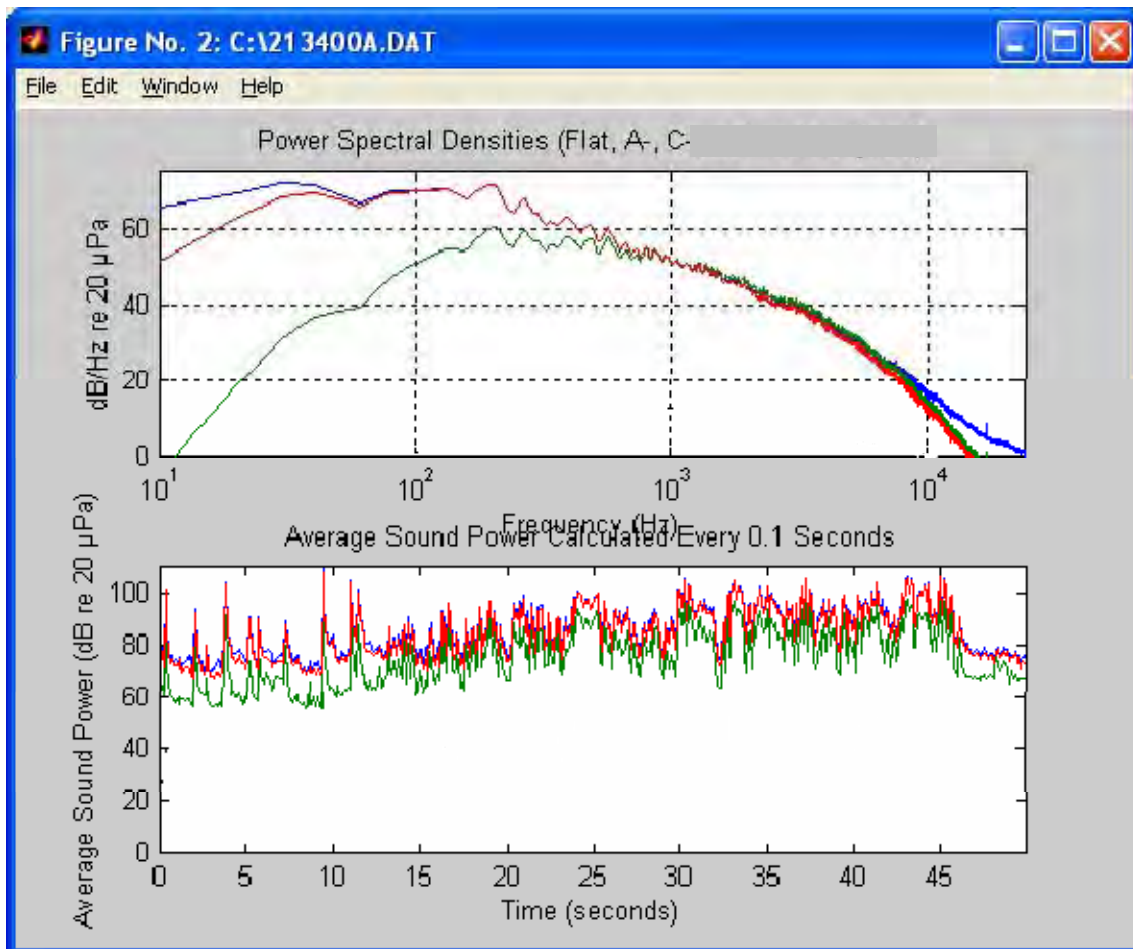 Figure No. 2: C:\213400A.DAT
File Edit Window Help
Power Spectral Densities (Flat, A-, C-
dB/Hz re 20 µPa
60
40
20
0
10^1 10^2 10^3 10^4
Frequency (Hz)
Average Sound Power Calculated Every 0.1 Seconds
Average Sound Power (dB re 20 µPa)
100
80
60
40
20
0
0 5 10 15 20 25 30 35 40 45
Time (seconds)